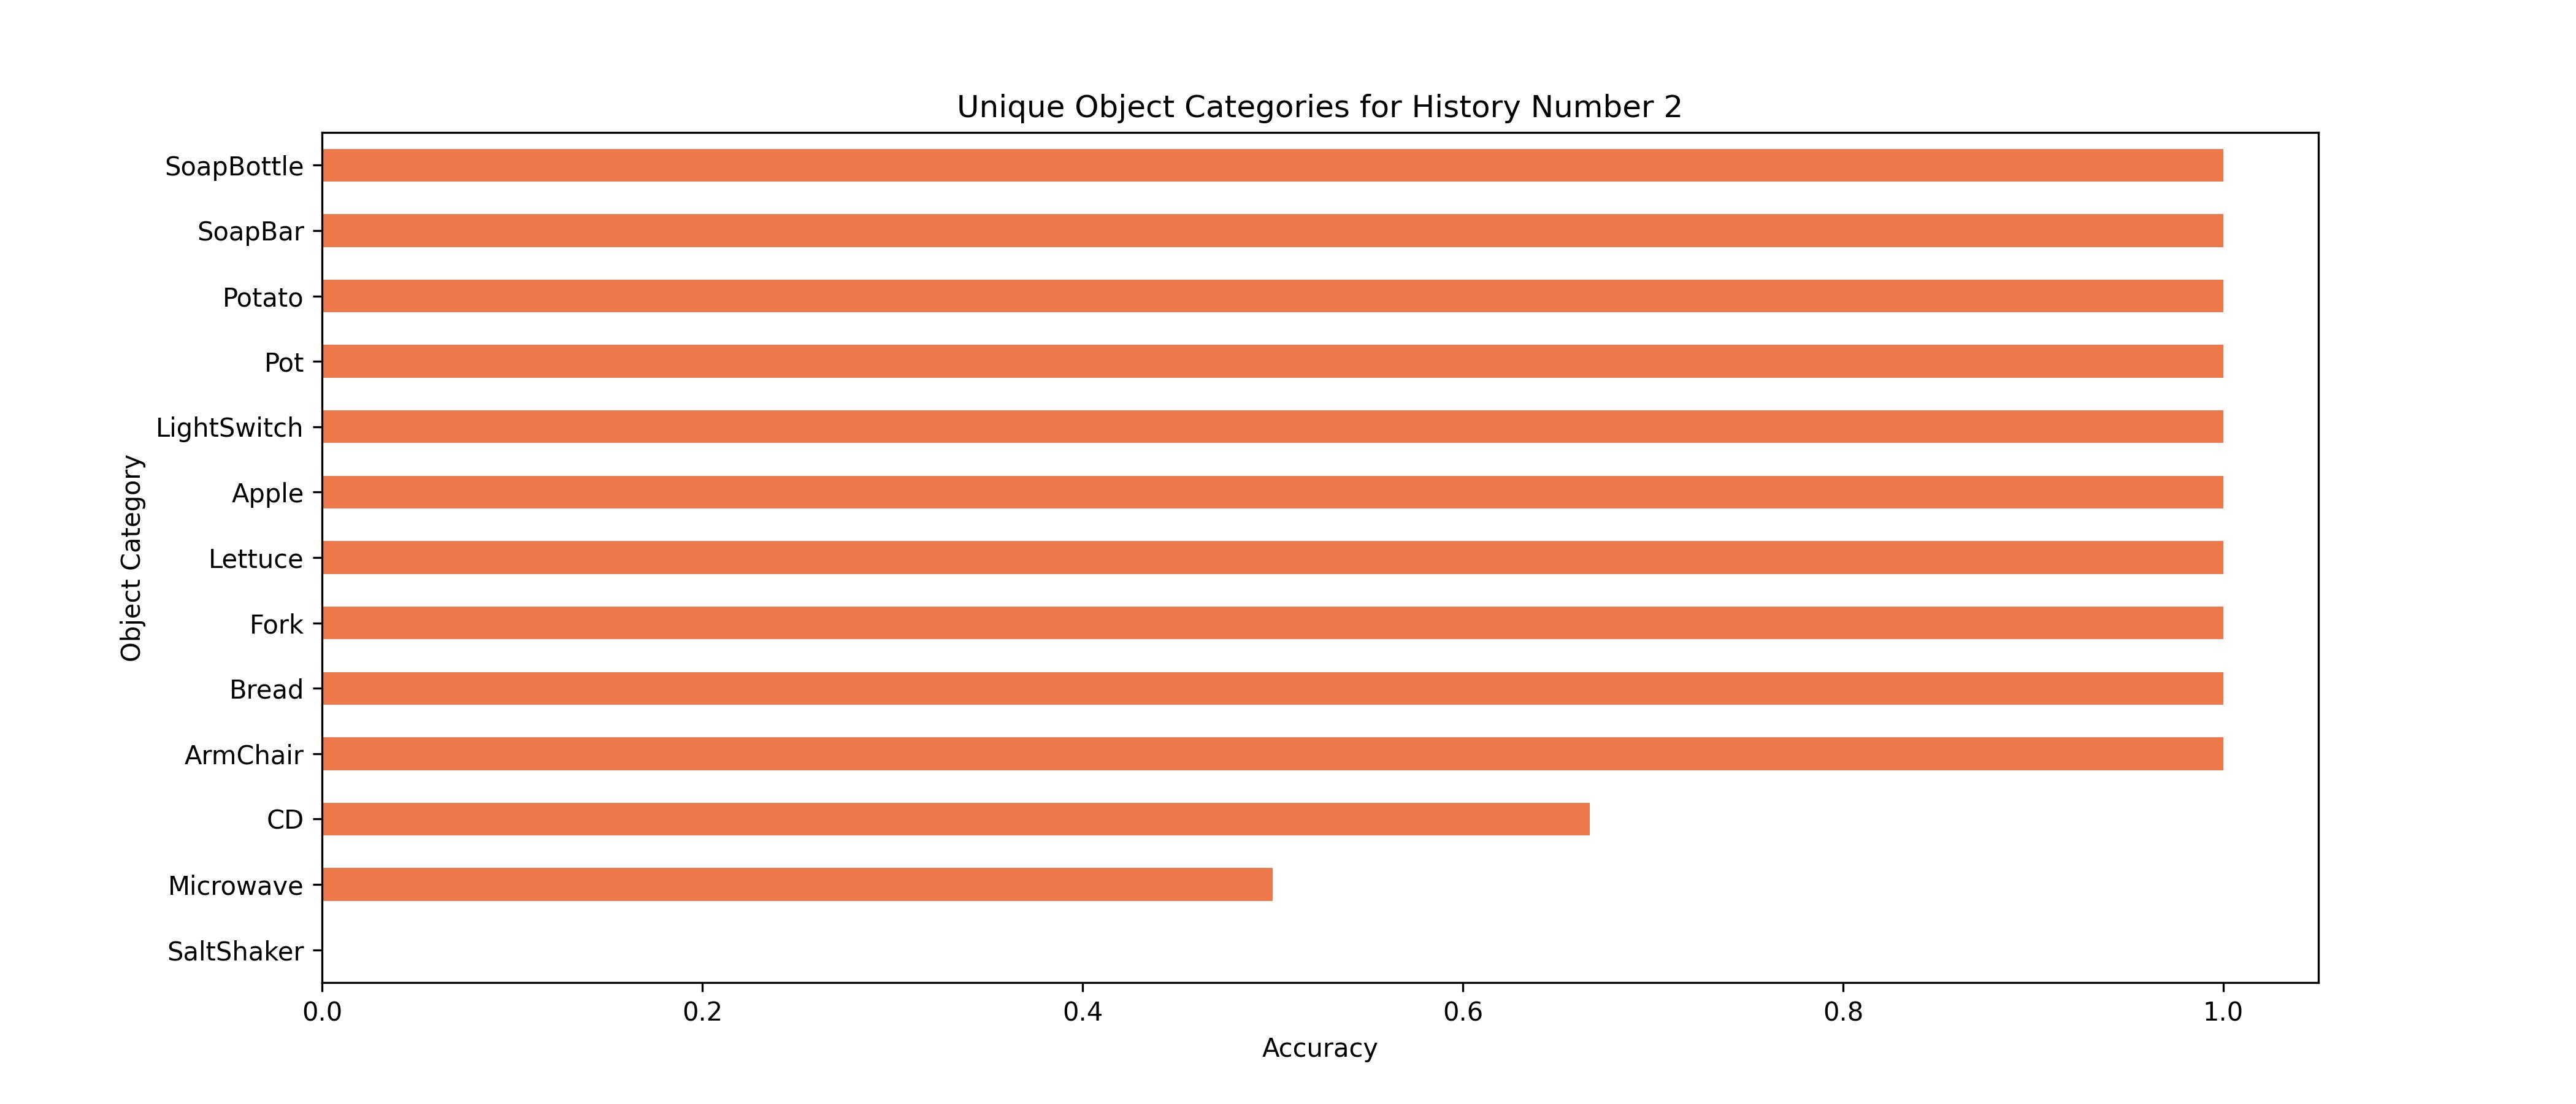 Unique Object Categories for History Number 2
SoapBottle
SoapBar
Potato
Pot
LightSwitch
Apple
Lettuce
Fork
Bread
ArmChair
CD
Microwave
SaltShaker
Object Category
0.0 0.2 0.4 0.6 0.8 1.0
Accuracy